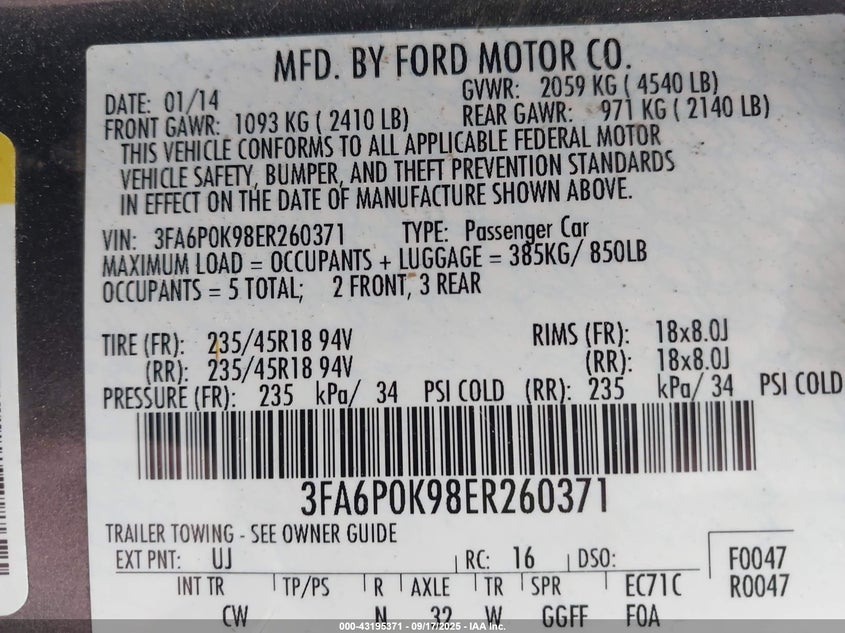 MFD. BY FORD MOTOR CO.
DATE: 01/14 GVWR: 2059 KG ( 4540 LB)
FRONT GAWR: 1093 KG ( 2410 LB) REAR GAWR: 971 KG ( 2140 LB)
THIS VEHICLE CONFORMS TO ALL APPLICABLE FEDERAL MOTOR
VEHICLE SAFETY, BUMPER, AND THEFT PREVENTION STANDARDS
IN EFFECT ON THE DATE OF MANUFACTURE SHOWN ABOVE.
VIN: 3FA6P0K98ER260371 TYPE: Passenger Car
MAXIMUM LOAD = OCCUPANTS + LUGGAGE = 385KG/ 850LB
OCCUPANTS = 5 TOTAL; 2 FRONT, 3 REAR
TIRE (FR): 235/45R18 94V RIMS (FR): 18x8.0J
(RR): 235/45R18 94V (RR): 18x8.0J
PRESSURE (FR): 235 kPa/ 34 PSI COLD (RR): 235 kPa/ 34 PSI COLD
3FA6P0K98ER260371
TRAILER TOWING - SEE OWNER GUIDE
EXT PNT: UJ RC: 16 DSO: F0047
INT TR TP/PS R AXLE TR SPR EC71C R0047
CW N 32 W GGFF F0A
000-43195371 - 09/17/2025 - IAA Inc.